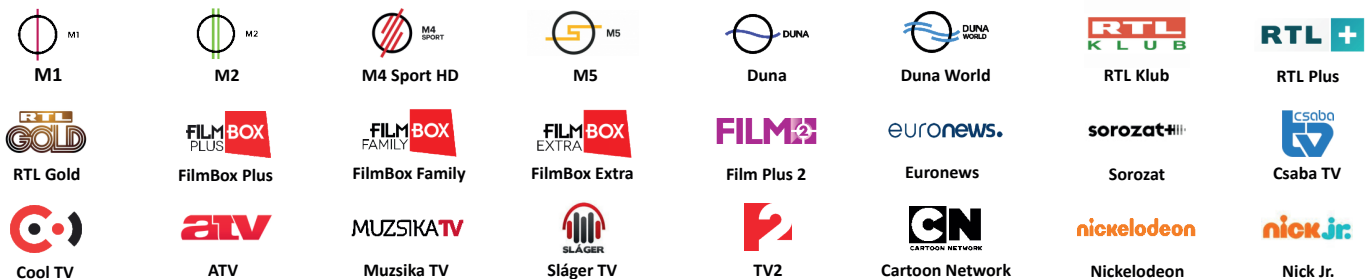 M1
M2
M4
SPORT
M5
DUNA
DUNA
WORLD
RTL
KLUB
RTL +
M1
M2
M4 Sport HD
M5
Duna
Duna World
RTL Klub
RTL Plus
RTL
GOLD
FILM BOX
PLUS
FILM BOX
FAMILY
FILM BOX
EXTRA
FILM+2
euronews.
sorozat+
csaba
tv
RTL Gold
FilmBox Plus
FilmBox Family
FilmBox Extra
Film Plus 2
Euronews
Sorozat
Csaba TV
atv
MUZSIKATV
SLÁGER
2
CN
CARTOON NETWORK
nickelodeon
nick jr.
Cool TV
ATV
Muzsika TV
Sláger TV
TV2
Cartoon Network
Nickelodeon
Nick Jr.